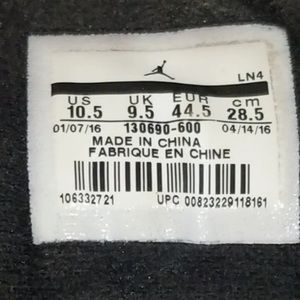 LN4
US UK EUR cm
10.5 9.5 44.5 28.5
01/07/16 130690-600 04/14/16
MADE IN CHINA
FABRIQUE EN CHINE
106332721 UPC 00823229118161